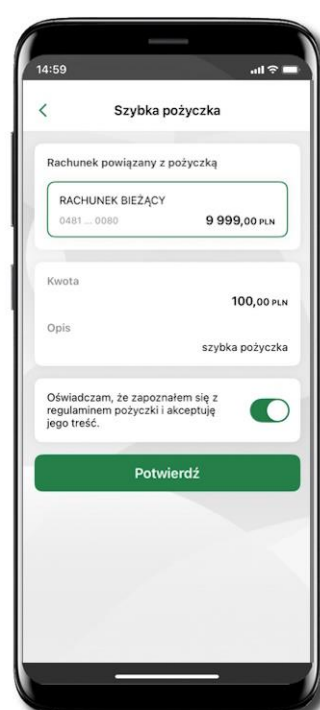 14:59
Szybka pożyczka
Rachunek powiązany z pożyczką
RACHUNEK BIEŻĄCY
0481 ... 0080 9 999,00 PLN
Kwota
100,00 PLN
Opis
szybka pożyczka
Oświadczam, że zapoznałem się z
regulaminem pożyczki i akceptuję
jego treść.
Potwierdź